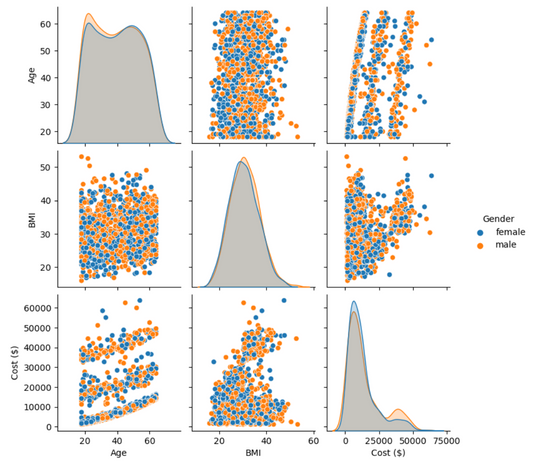 60
50
40
30
20
Age
50
40
30
20
BMI
Gender
female
male
60000
50000
40000
30000
20000
10000
0
Cost ($)
20 40 60
20 40 60
0 25000 50000 75000
Age BMI Cost ($)